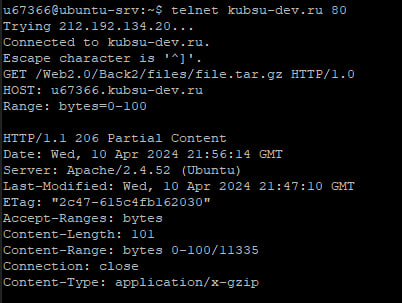 u67366@ubuntu-srv:~$ telnet kubsu-dev.ru 80
Trying 212.192.134.20...
Connected to kubsu-dev.ru.
Escape character is '^]'.
GET /Web2.0/Back2/files/file.tar.gz HTTP/1.0
HOST: u67366.kubsu-dev.ru
Range: bytes=0-100

HTTP/1.1 206 Partial Content
Date: Wed, 10 Apr 2024 21:56:14 GMT
Server: Apache/2.4.52 (Ubuntu)
Last-Modified: Wed, 10 Apr 2024 21:47:10 GMT
ETag: "2c47-615c4fb162030"
Accept-Ranges: bytes
Content-Length: 101
Content-Range: bytes 0-100/11335
Connection: close
Content-Type: application/x-gzip